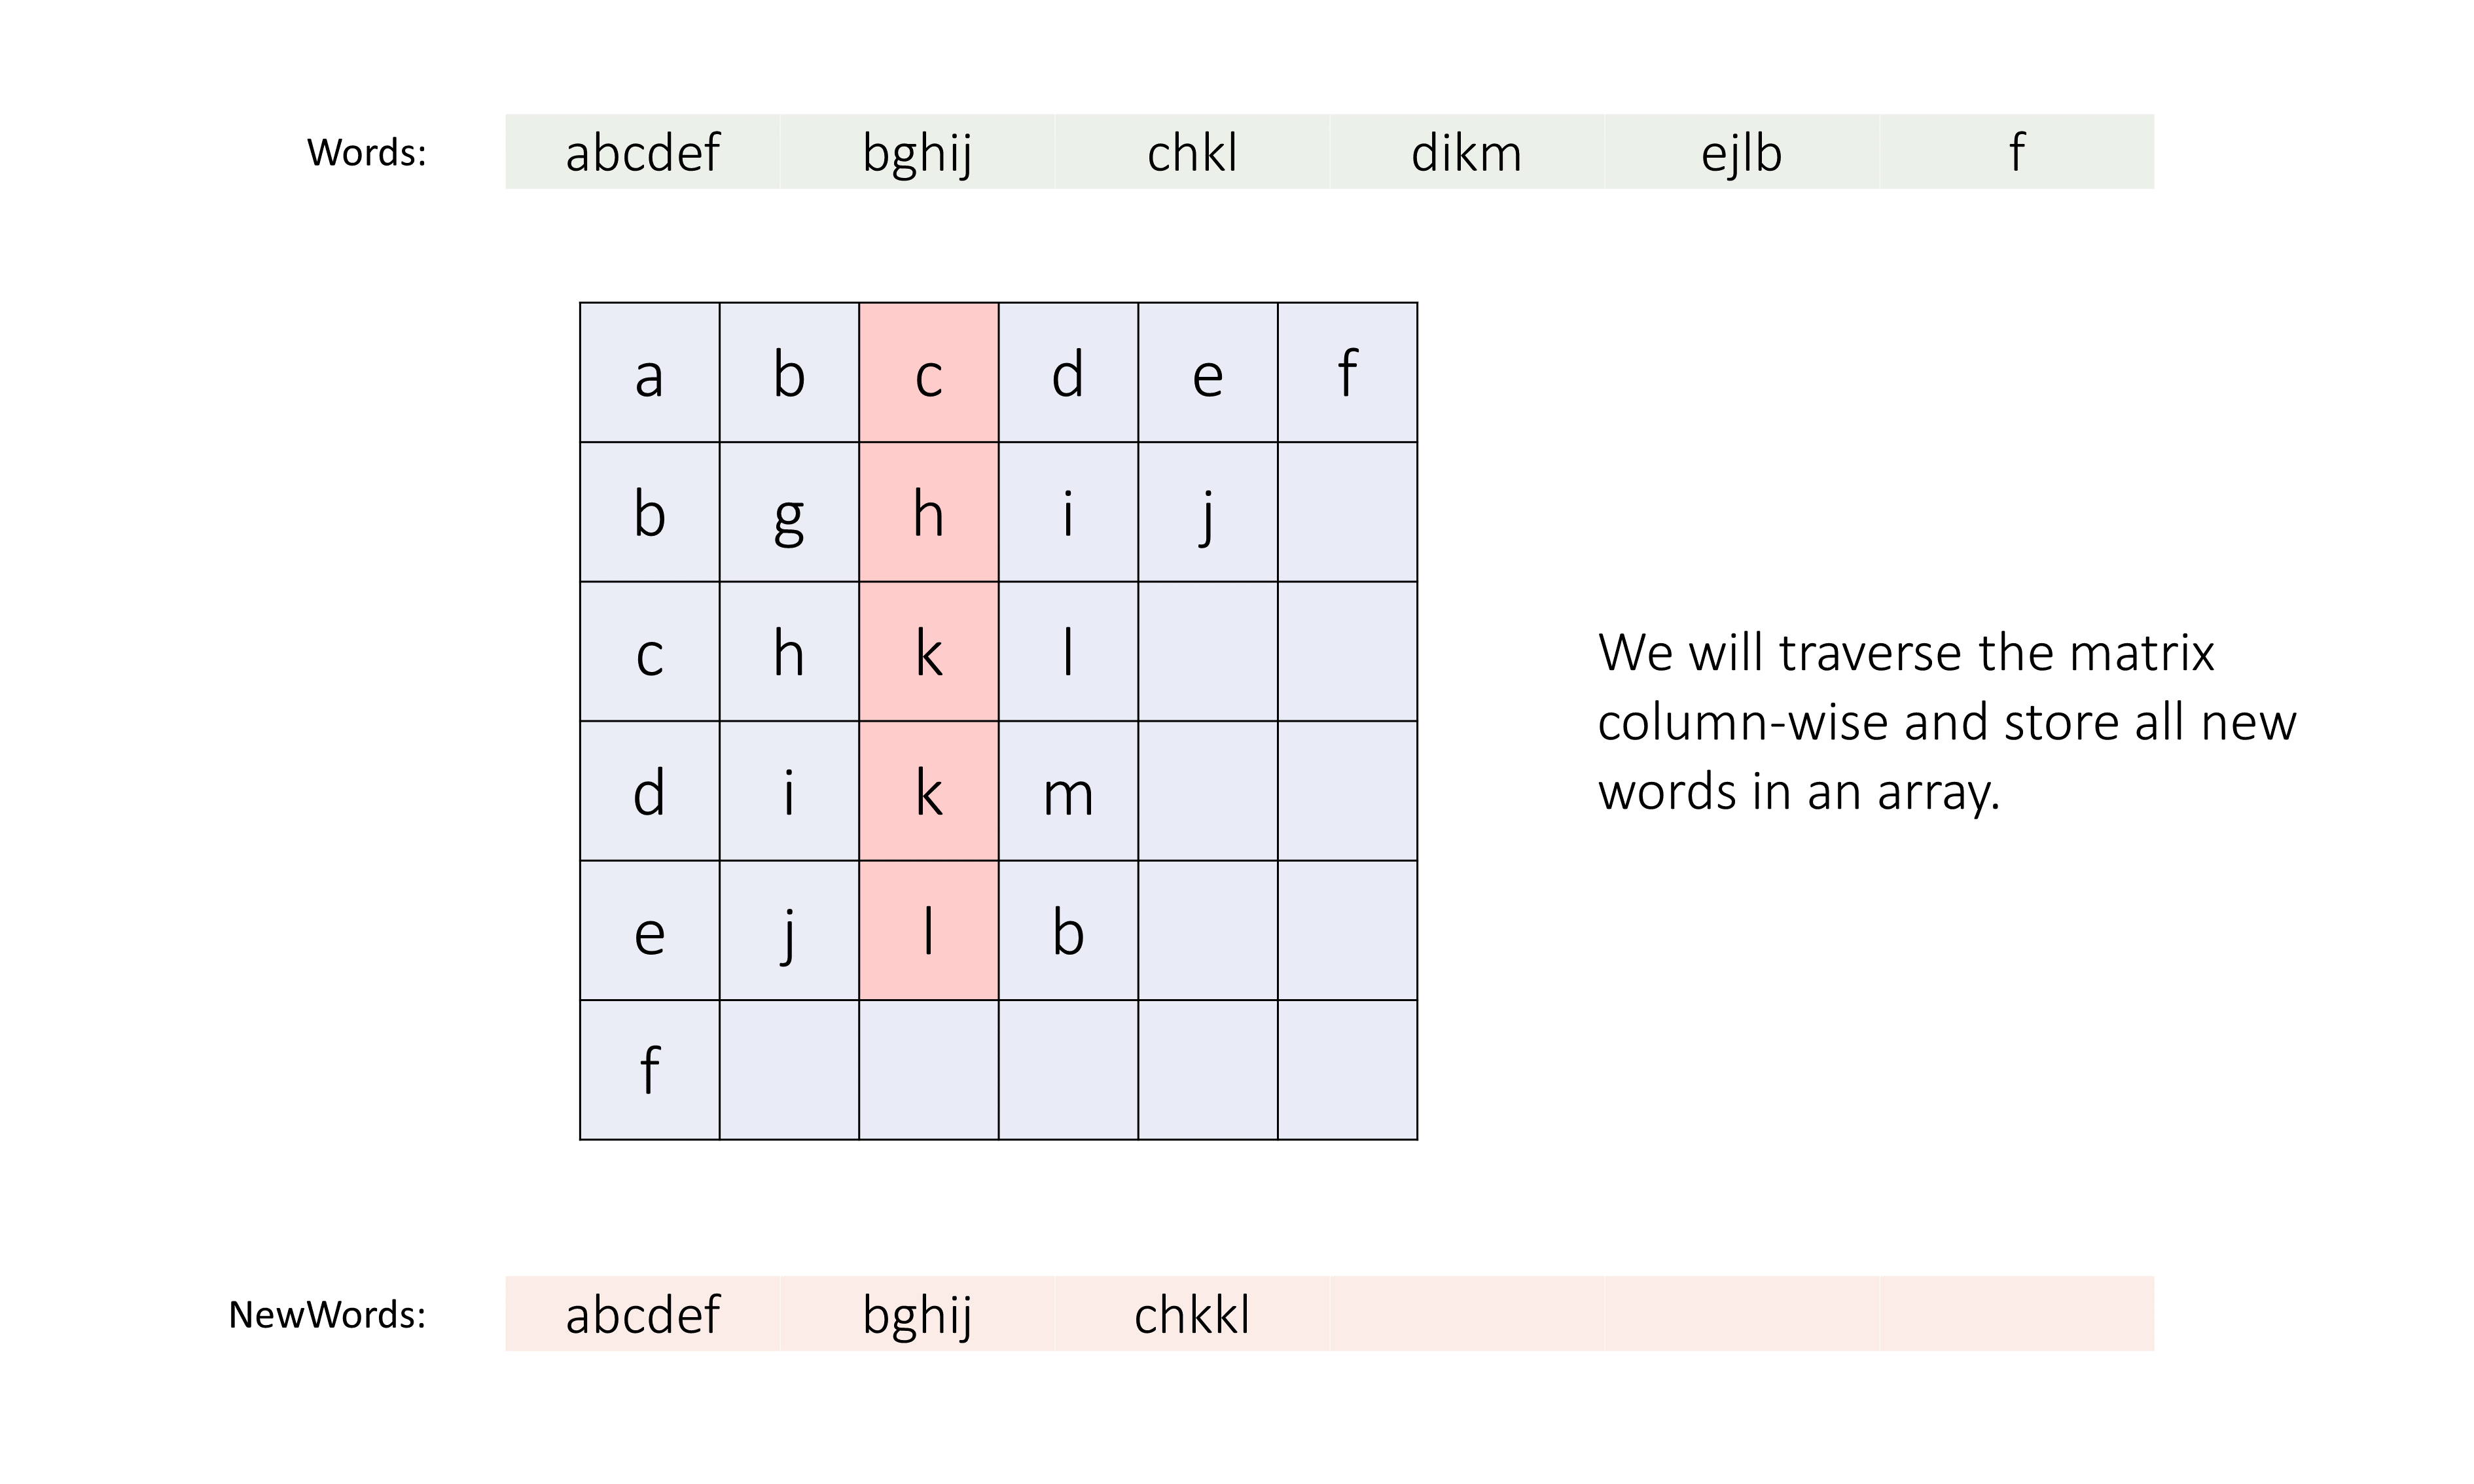 Words: abcdef bghij chkl dikm ejlb f
a b c d e f
b g h i j
c h k l
d i k m
e j l b
f
We will traverse the matrix
column-wise and store all new
words in an array.
NewWords: abcdef bghij chkkl